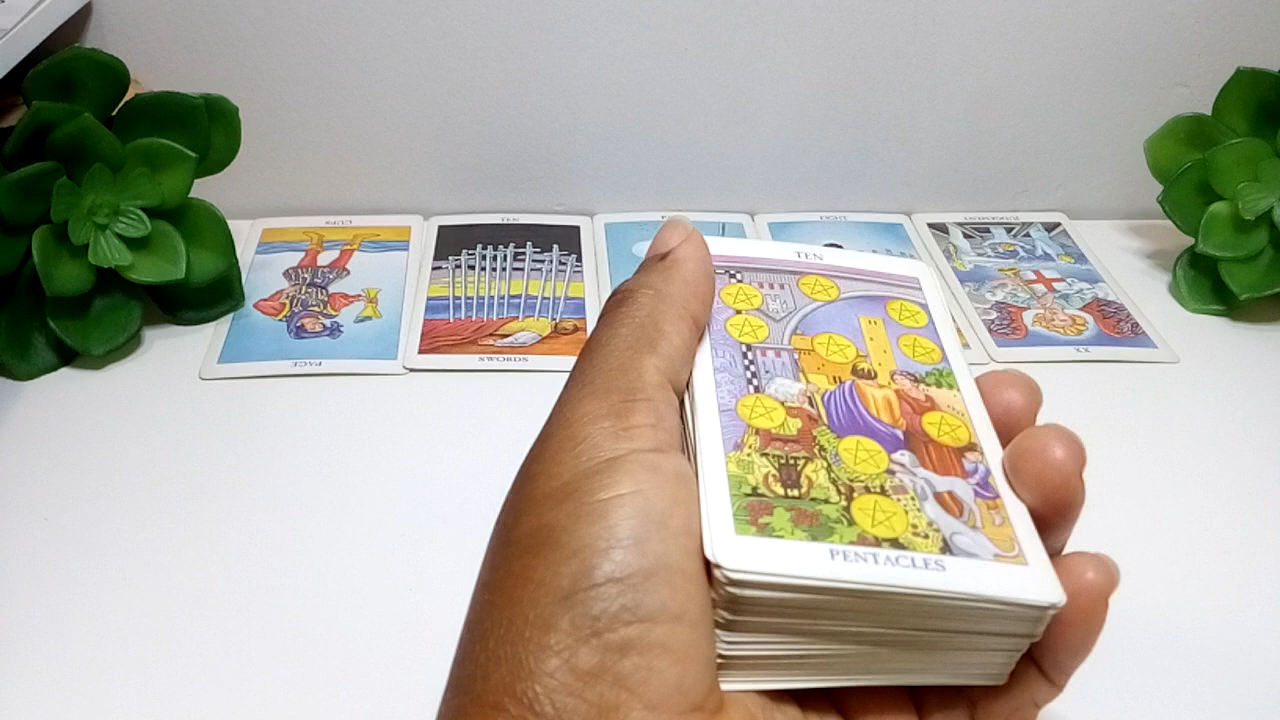 CUPS
TEN
EIGHT
JUDGEMENT
PAGE
SWORDS
XX
TEN
PENTACLES